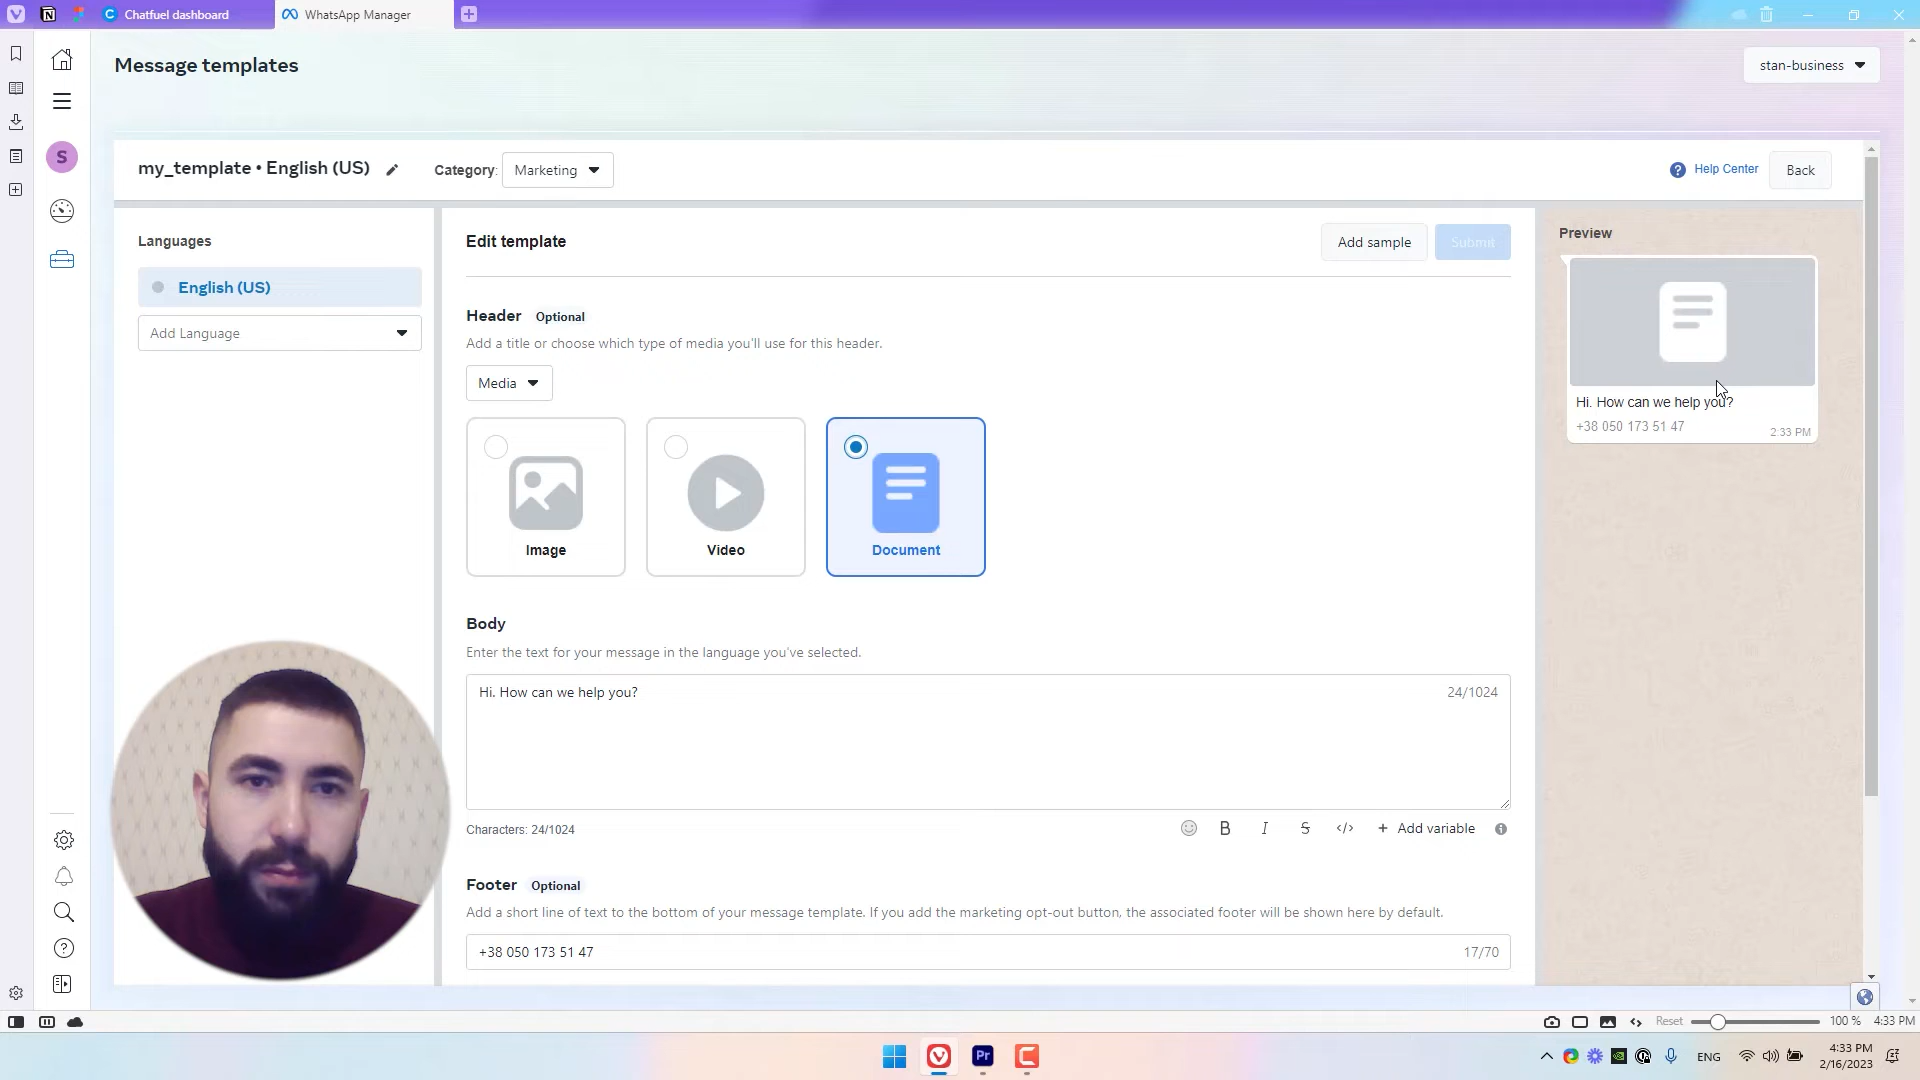 Chatfuel dashboard
WhatsApp Manager
Message templates
stan-business
S
my_template • English (US)
Category:
Marketing
Help Center
Back
Languages
English (US)
Add Language
Edit template
Add sample
Submit
Header Optional
Add a title or choose which type of media you'll use for this header.
Media
Image
Video
Document
Body
Enter the text for your message in the language you've selected.
Hi. How can we help you?
24/1024
Characters: 24/1024
B
I
S
</>
+ Add variable
Footer Optional
Add a short line of text to the bottom of your message template. If you add the marketing opt-out button, the associated footer will be shown here by default.
+38 050 173 51 47
17/70
Preview
Hi. How can we help you?
+38 050 173 51 47
2:33 PM
Reset
100 %
4:33 PM
Pr
ENG
4:33 PM
2/16/2023